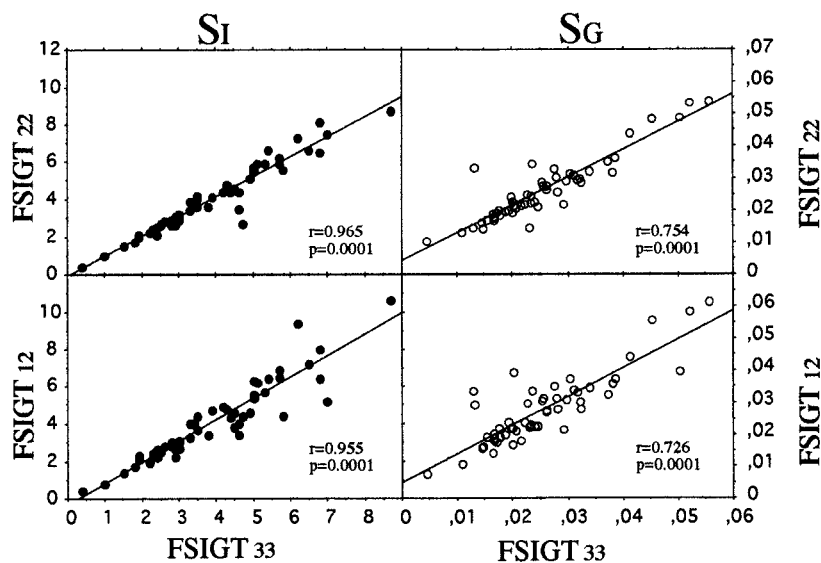 SI SG
12
10
8
6
4
2
0
FSIGT 22
r=0.965
p=0.0001
r=0.754
p=0.0001
,07
,06
,05
,04
,03
,02
,01
0
FSIGT 22
10
8
6
4
2
0
FSIGT 12
r=0.955
p=0.0001
r=0.726
p=0.0001
,06
,05
,04
,03
,02
,01
0
FSIGT 12
0 1 2 3 4 5 6 7 8 0 ,01 ,02 ,03 ,04 ,05 ,06
FSIGT 33 FSIGT 33